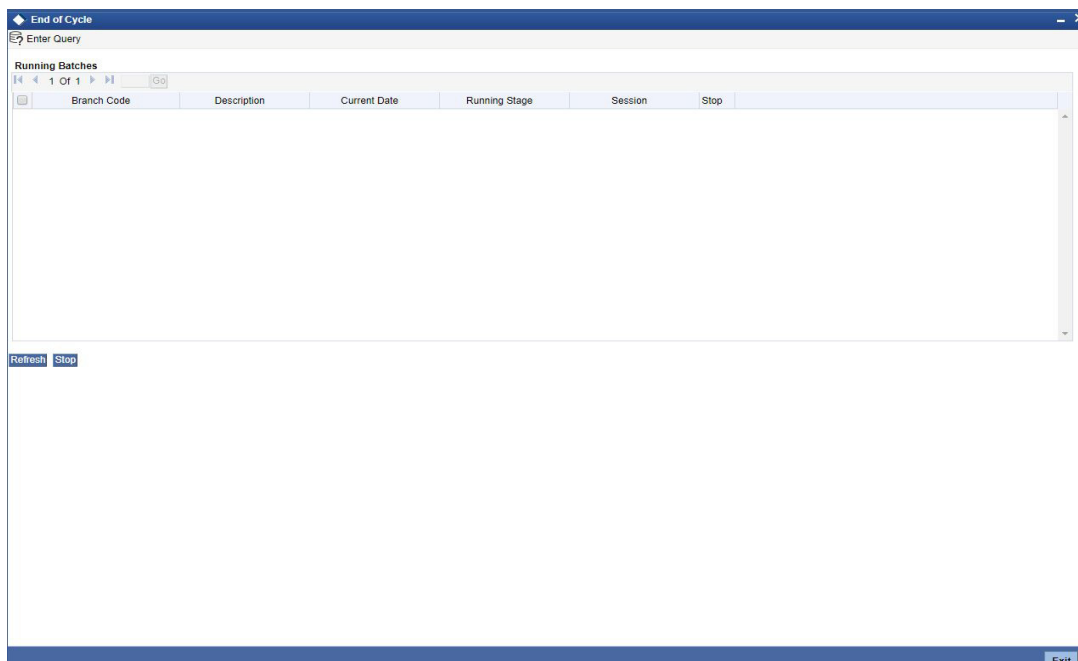 End of Cycle
Enter Query
Running Batches
1 Of 1 Go
Branch Code Description Current Date Running Stage Session Stop
Refresh Stop
Exit